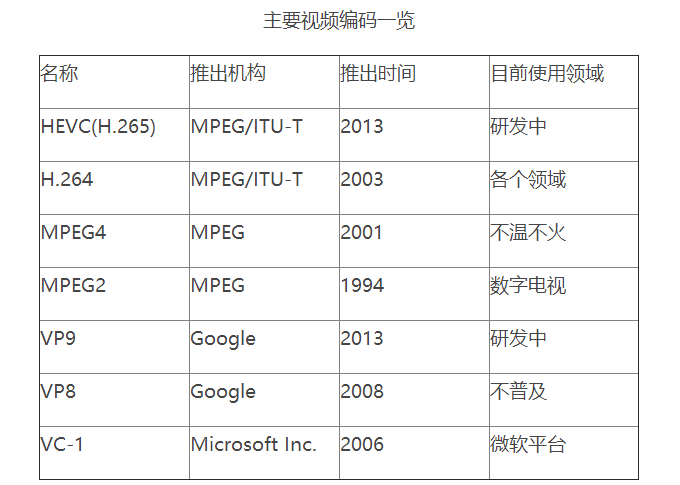 主要视频编码一览
名称 推出机构 推出时间 目前使用领域
HEVC(H.265) MPEG/ITU-T 2013 研发中
H.264 MPEG/ITU-T 2003 各个领域
MPEG4 MPEG 2001 不温不火
MPEG2 MPEG 1994 数字电视
VP9 Google 2013 研发中
VP8 Google 2008 不普及
VC-1 Microsoft Inc. 2006 微软平台